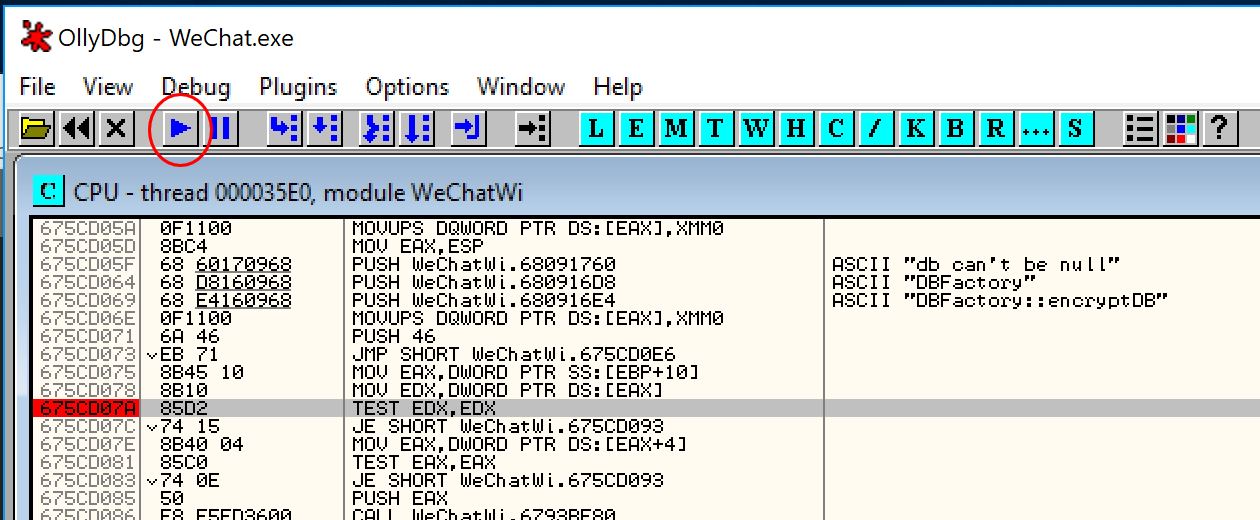 OllyDbg - WeChat.exe
File View Debug Plugins Options Window Help
L E M T W H C / K B R ... S ?
C CPU - thread 000035E0, module WeChatWi
675CD05A 0F1100 MOVUPS DQWORD PTR DS:[EAX],XMM0
675CD05D 8BC4 MOV EAX,ESP
675CD05F 68 60170968 PUSH WeChatWi.68091760 ASCII "db can't be null"
675CD064 68 D8160968 PUSH WeChatWi.680916D8 ASCII "DBFactory"
675CD069 68 E4160968 PUSH WeChatWi.680916E4 ASCII "DBFactory::encryptDB"
675CD06E 0F1100 MOVUPS DQWORD PTR DS:[EAX],XMM0
675CD071 6A 46 PUSH 46
675CD073 EB 71 JMP SHORT WeChatWi.675CD0E6
675CD075 8B45 10 MOV EAX,DWORD PTR SS:[EBP+10]
675CD078 8B10 MOV EDX,DWORD PTR DS:[EAX]
675CD07A 85D2 TEST EDX,EDX
675CD07C 74 15 JE SHORT WeChatWi.675CD093
675CD07E 8B40 04 MOV EAX,DWORD PTR DS:[EAX+4]
675CD081 85C0 TEST EAX,EAX
675CD083 74 0E JE SHORT WeChatWi.675CD093
675CD085 50 PUSH EAX
675CD086 E8 F5ED3600 CALL WeChatWi.6793BE80